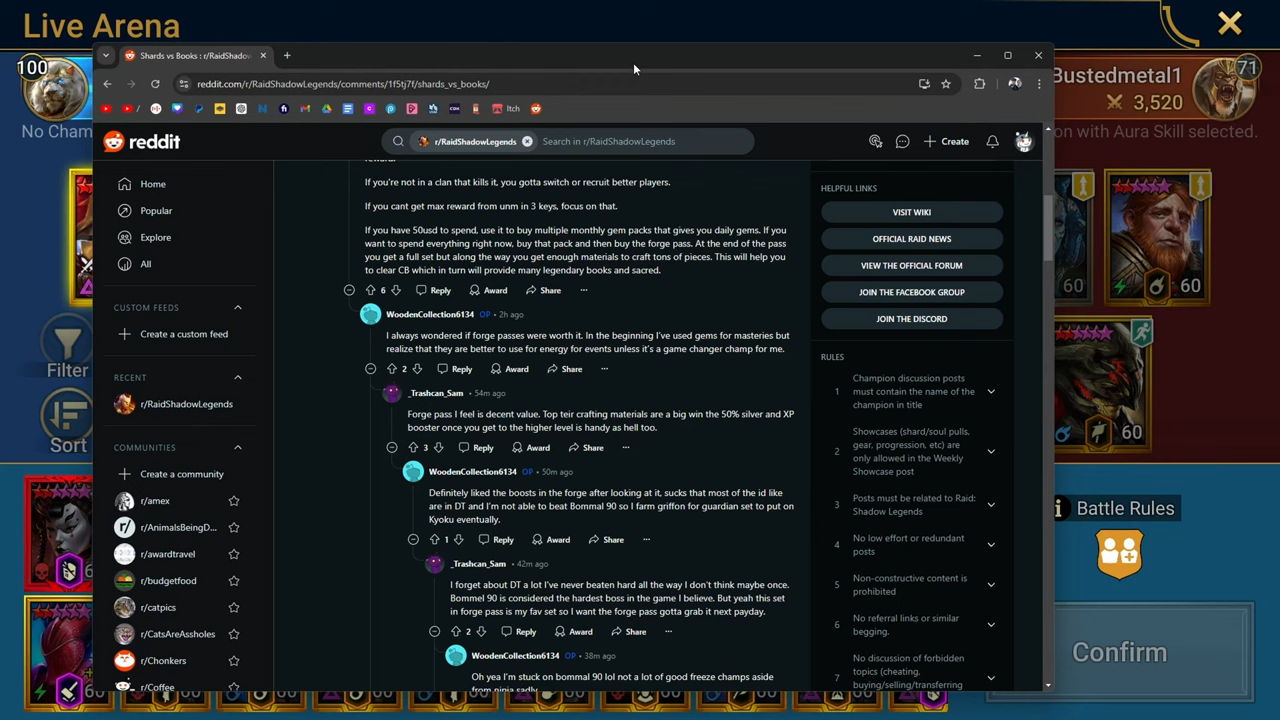 Live Arena
100
No Cham
Shards vs Books : r/RaidShadow
reddit.com/r/RaidShadowLegends/comments/1f5tj7f/shards_vs_books/
Itch
Bustedmetal1
71
3,520
on with Aura Skill selected.
reddit
r/RaidShadowLegends
Search in r/RaidShadowLegends
Create
Home
Popular
Explore
All
CUSTOM FEEDS
Create a custom feed
RECENT
r/RaidShadowLegends
COMMUNITIES
Create a community
r/amex
r/AnimalsBeingD...
r/awardtravel
r/budgetfood
r/catpics
r/CatsAreAssholes
r/Chonkers
r/Coffee
If you're not in a clan that kills it, you gotta switch or recruit better players.
If you cant get max reward from unm in 3 keys, focus on that.
If you have 50usd to spend, use it to buy multiple monthly gem packs that gives you daily gems. If you
want to spend everything right now, buy that pack and then buy the forge pass. At the end of the pass
you get a full set but along the way you get enough materials to craft tons of pieces. This will help you
to clear CB which in turn will provide many legendary books and sacred.
6 Reply Award Share ...
WoodenCollection6134 OP • 2h ago
I always wondered if forge passes were worth it. In the beginning I've used gems for masteries but
realize that they are better to use for energy for events unless it's a game changer champ for me.
2 Reply Award Share ...
_Trashcan_Sam • 54m ago
Forge pass I feel is decent value. Top teir crafting materials are a big win the 50% silver and XP
booster once you get to the higher level is handy as hell too.
3 Reply Award Share ...
WoodenCollection6134 OP • 50m ago
Definitely liked the boosts in the forge after looking at it, sucks that most of the id like
are in DT and I'm not able to beat Bommal 90 so I farm griffon for guardian set to put on
Kyoku eventually.
1 Reply Award Share ...
_Trashcan_Sam • 42m ago
I forget about DT a lot I've never beaten hard all the way I don't think maybe once.
Bommel 90 is considered the hardest boss in the game I believe. But yeah this set
in forge pass is my fav set so I want the forge pass gotta grab it next payday.
2 Reply Award Share ...
WoodenCollection6134 OP • 38m ago
Oh yea I'm stuck on bommal 90 lol not a lot of good freeze champs aside
from ninja sadly
HELPFUL LINKS
VISIT WIKI
OFFICIAL RAID NEWS
VIEW THE OFFICIAL FORUM
JOIN THE FACEBOOK GROUP
JOIN THE DISCORD
RULES
1 Champion discussion posts
must contain the name of the
champion in title
2 Showcases (shard/soul pulls,
gear, progression, etc) are
only allowed in the Weekly
Showcase post
3 Posts must be related to Raid:
Shadow Legends
4 No low effort or redundant
posts
5 Non-constructive content is
prohibited
6 No referral links or similar
begging.
7 No discussion of forbidden
topics (cheating,
buying/selling/transferring
60
60
Filter
Sort
Battle Rules
Confirm